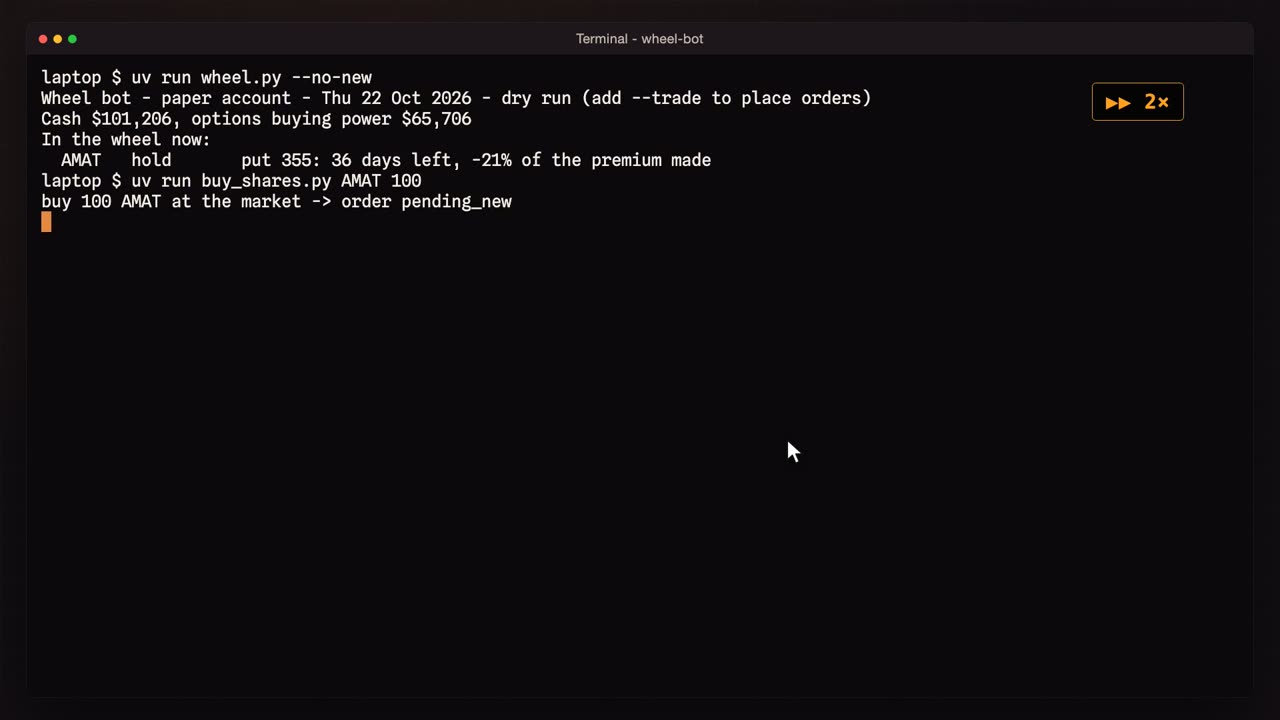 Terminal - wheel-bot
laptop $ uv run wheel.py --no-new
Wheel bot - paper account - Thu 22 Oct 2026 - dry run (add --trade to place orders)
Cash $101,206, options buying power $65,706
In the wheel now:
  AMAT   hold       put 355: 36 days left, -21% of the premium made
laptop $ uv run buy_shares.py AMAT 100
buy 100 AMAT at the market -> order pending_new
▶▶ 2×